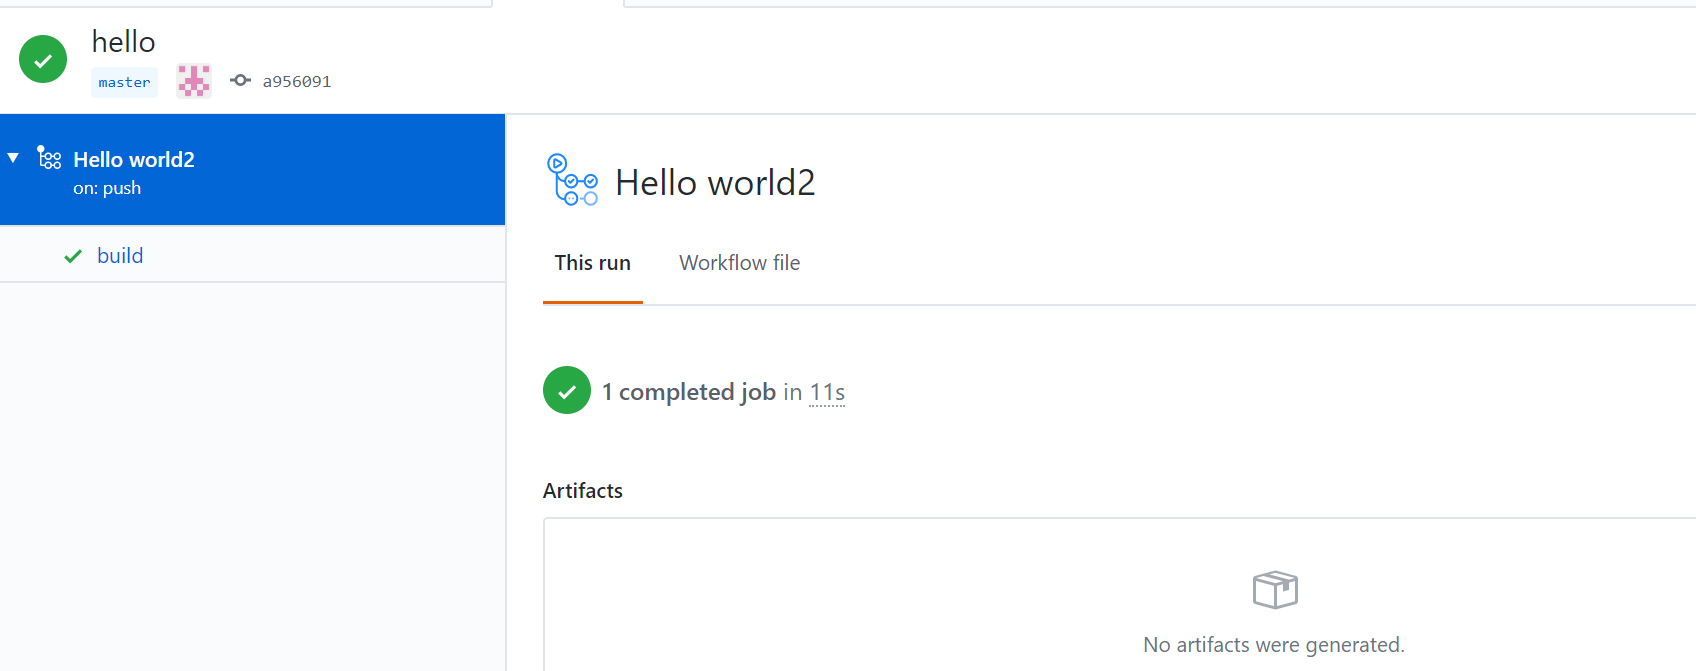 hello
master a956091
Hello world2
on: push
build
Hello world2
This run Workflow file
1 completed job in 11s
Artifacts
No artifacts were generated.